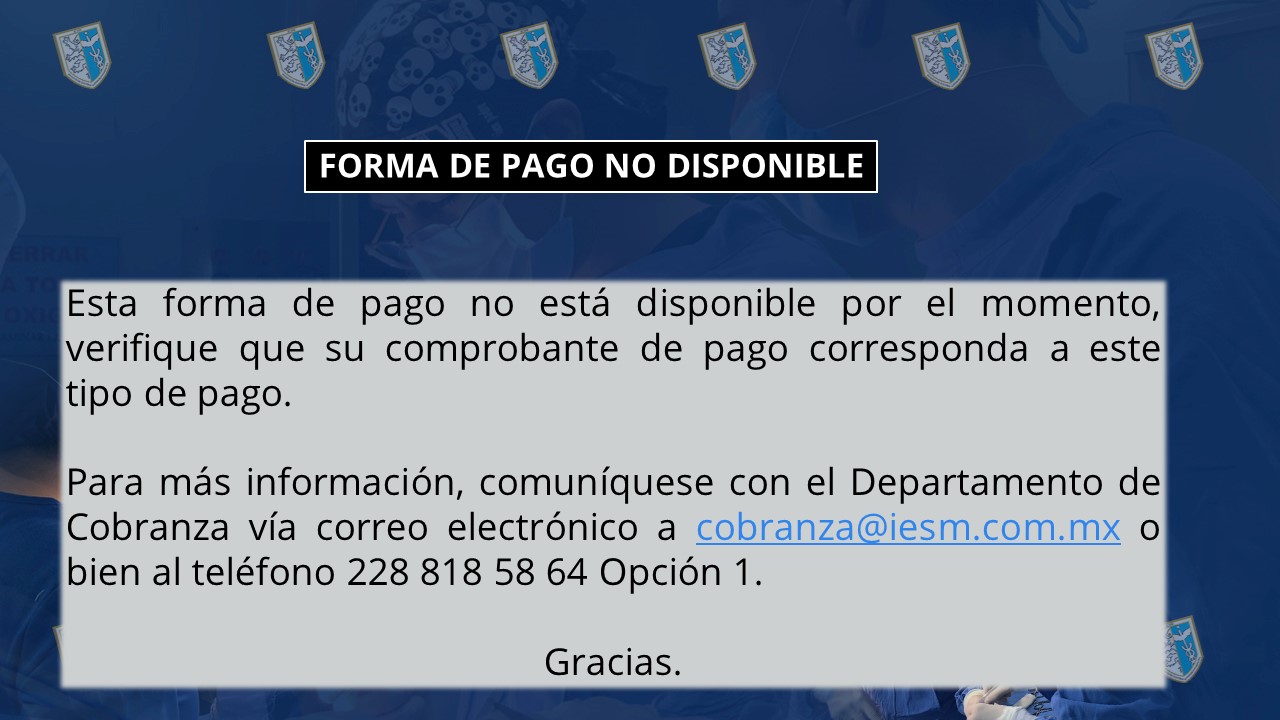 FORMA DE PAGO NO DISPONIBLE
Esta forma de pago no está disponible por el momento,
verifique que su comprobante de pago corresponda a este
tipo de pago.
Para más información, comuníquese con el Departamento de
Cobranza vía correo electrónico a cobranza@iesm.com.mx o
bien al teléfono 228 818 58 64 Opción 1.
Gracias.